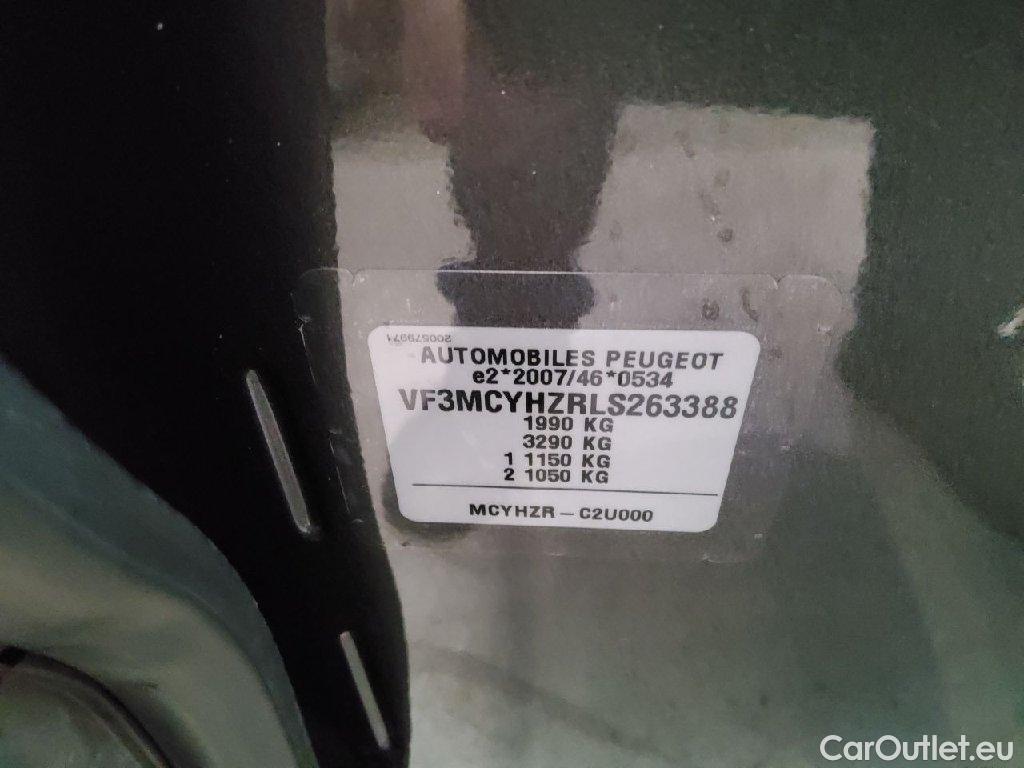 200579971
AUTOMOBILES PEUGEOT
e2*2007/46*0534
VF3MCYHZRLS263388
1990 KG
3290 KG
1 1150 KG
2 1050 KG
MCYHZR - C2U000
CarOutlet.eu